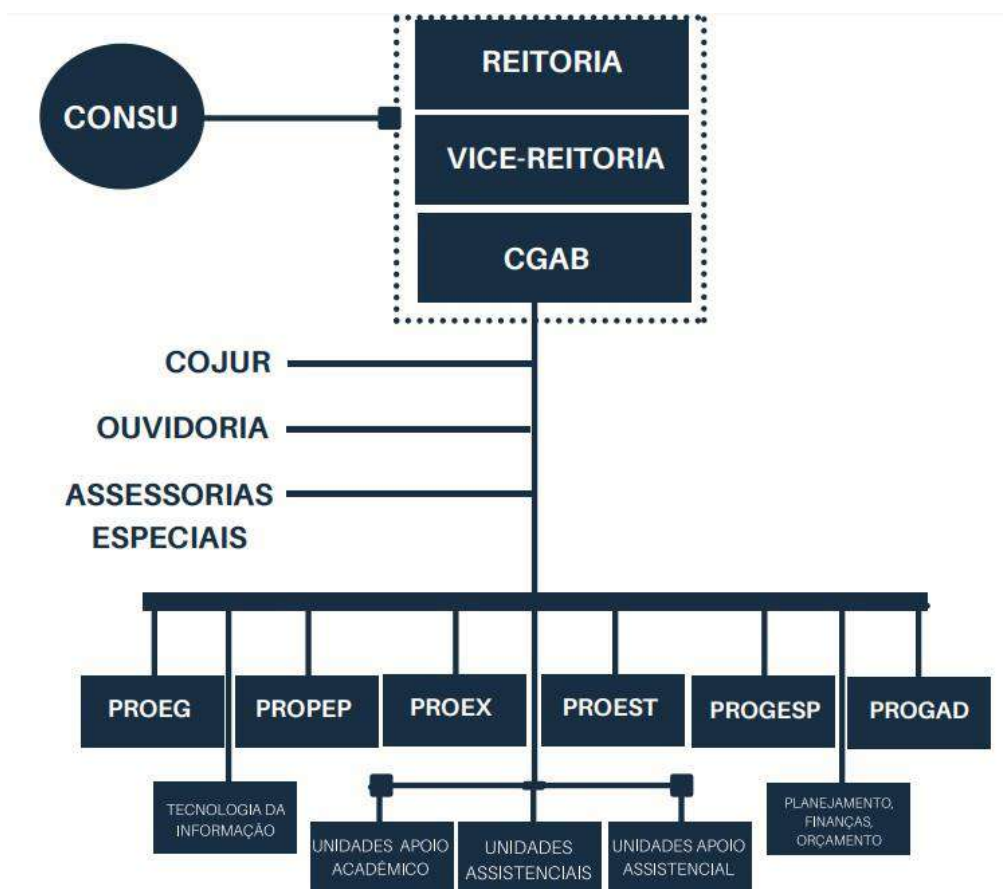 REITORIA
CONSU
VICE-REITORIA
CGAB
COJUR
OUVIDORIA
ASSESSORIAS
ESPECIAIS
PROEG
PROPEP
PROEX
PROEST
PROGESP
PROGAD
TECNOLOGIA DA
INFORMAÇÃO
UNIDADES APOIO
ACADÊMICO
UNIDADES
ASSISTENCIAIS
UNIDADES APOIO
ASSISTENCIAL
PLANEJAMENTO,
FINANÇAS,
ORÇAMENTO